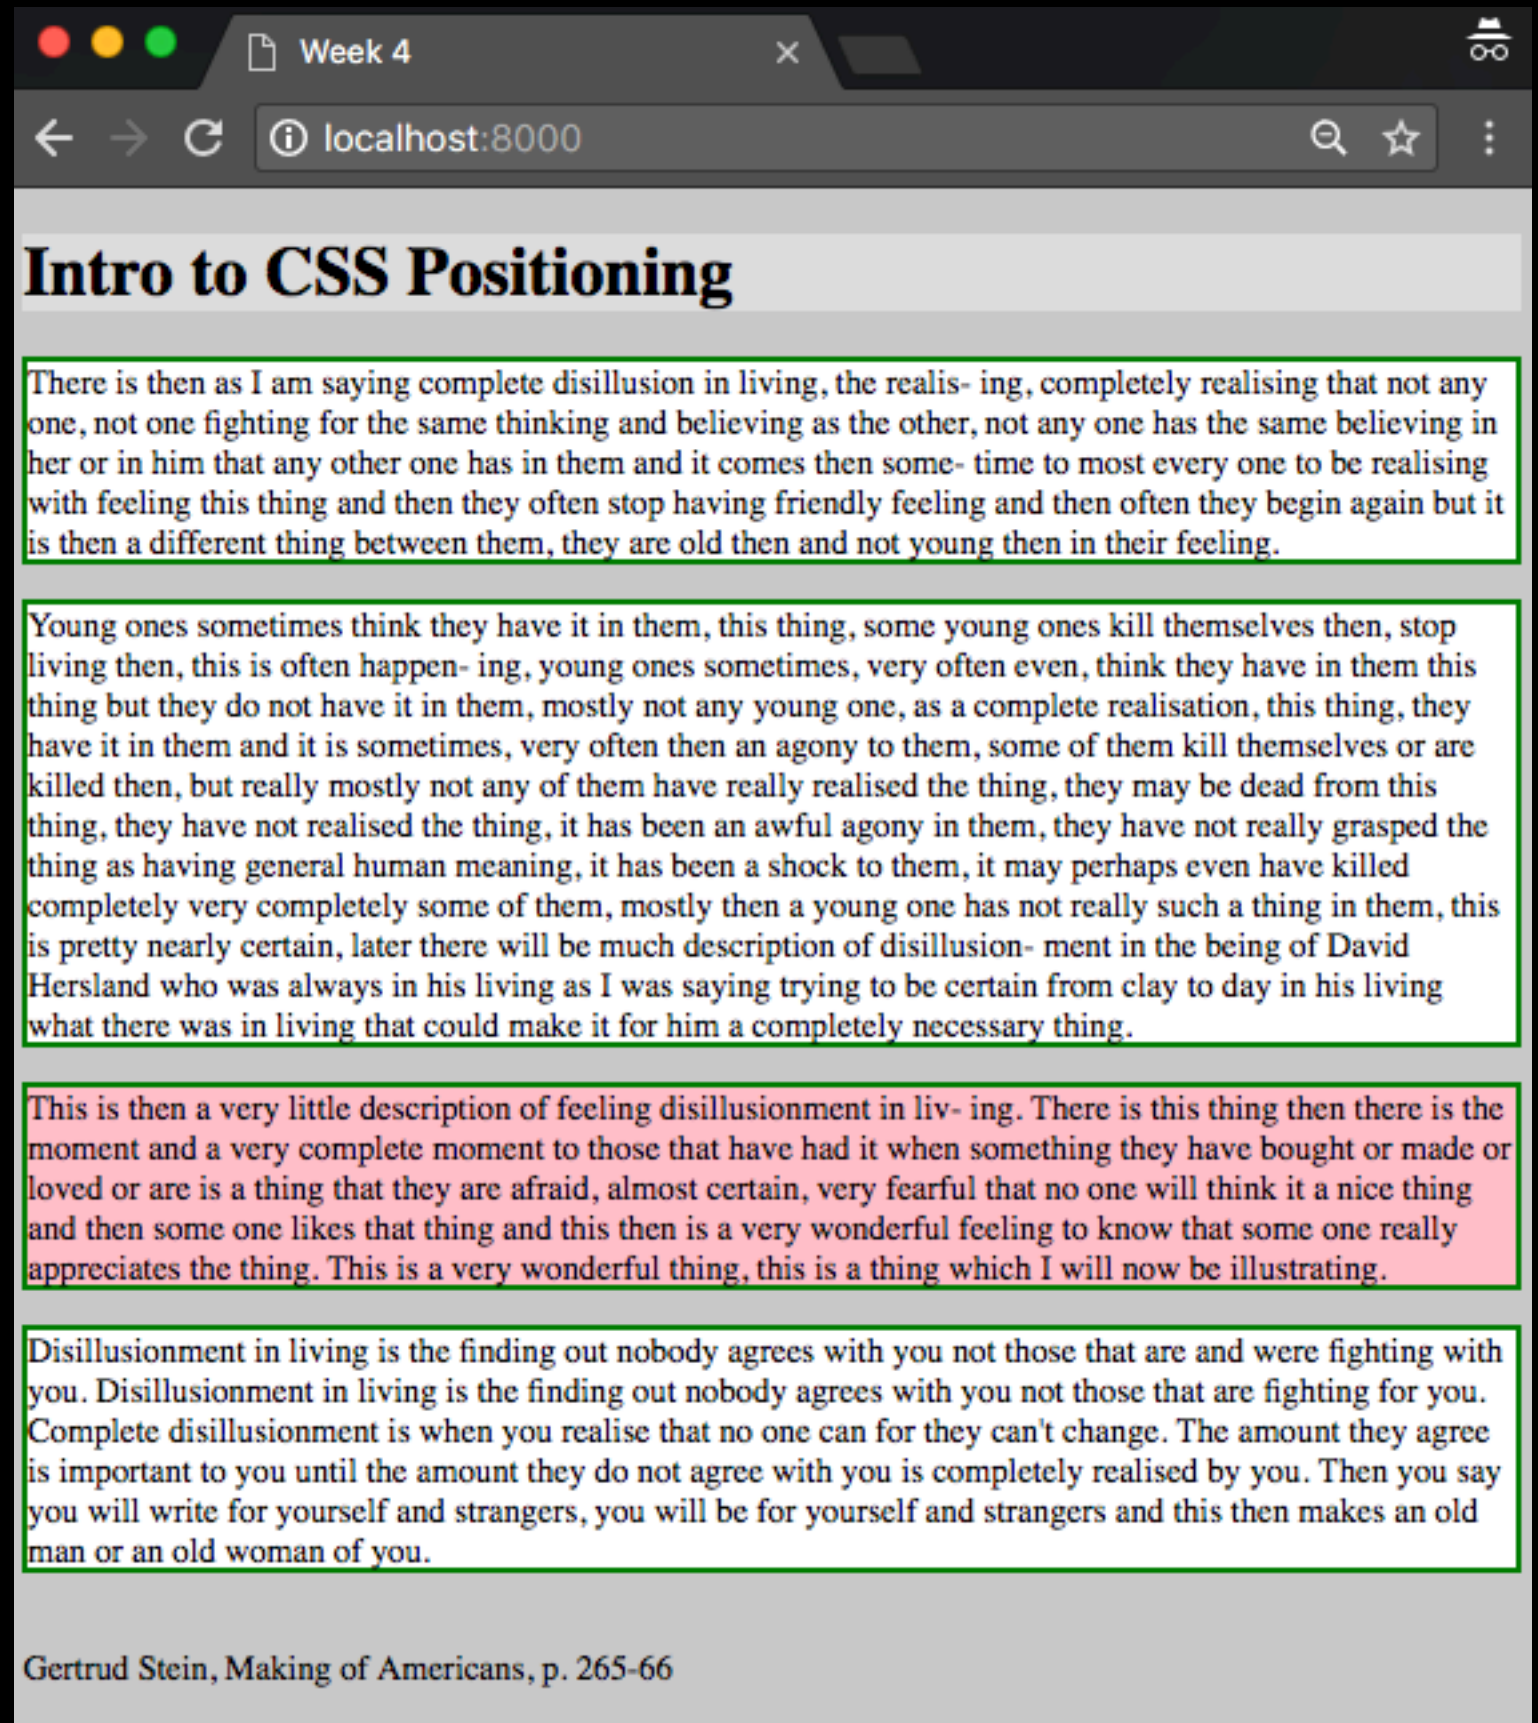 Week 4
localhost:8000
Intro to CSS Positioning
There is then as I am saying complete disillusion in living, the realis- ing, completely realising that not any
one, not one fighting for the same thinking and believing as the other, not any one has the same believing in
her or in him that any other one has in them and it comes then some- time to most every one to be realising
with feeling this thing and then they often stop having friendly feeling and then often they begin again but it
is then a different thing between them, they are old then and not young then in their feeling.
Young ones sometimes think they have it in them, this thing, some young ones kill themselves then, stop
living then, this is often happen- ing, young ones sometimes, very often even, think they have in them this
thing but they do not have it in them, mostly not any young one, as a complete realisation, this thing, they
have it in them and it is sometimes, very often then an agony to them, some of them kill themselves or are
killed then, but really mostly not any of them have really realised the thing, they may be dead from this
thing, they have not realised the thing, it has been an awful agony in them, they have not really grasped the
thing as having general human meaning, it has been a shock to them, it may perhaps even have killed
completely very completely some of them, mostly then a young one has not really such a thing in them, this
is pretty nearly certain, later there will be much description of disillusion- ment in the being of David
Hersland who was always in his living as I was saying trying to be certain from clay to day in his living
what there was in living that could make it for him a completely necessary thing.
This is then a very little description of feeling disillusionment in liv- ing. There is this thing then there is the
moment and a very complete moment to those that have had it when something they have bought or made or
loved or are is a thing that they are afraid, almost certain, very fearful that no one will think it a nice thing
and then some one likes that thing and this then is a very wonderful feeling to know that some one really
appreciates the thing. This is a very wonderful thing, this is a thing which I will now be illustrating.
Disillusionment in living is the finding out nobody agrees with you not those that are and were fighting with
you. Disillusionment in living is the finding out nobody agrees with you not those that are fighting for you.
Complete disillusionment is when you realise that no one can for they can't change. The amount they agree
is important to you until the amount they do not agree with you is completely realised by you. Then you say
you will write for yourself and strangers, you will be for yourself and strangers and this then makes an old
man or an old woman of you.
Gertrud Stein, Making of Americans, p. 265-66